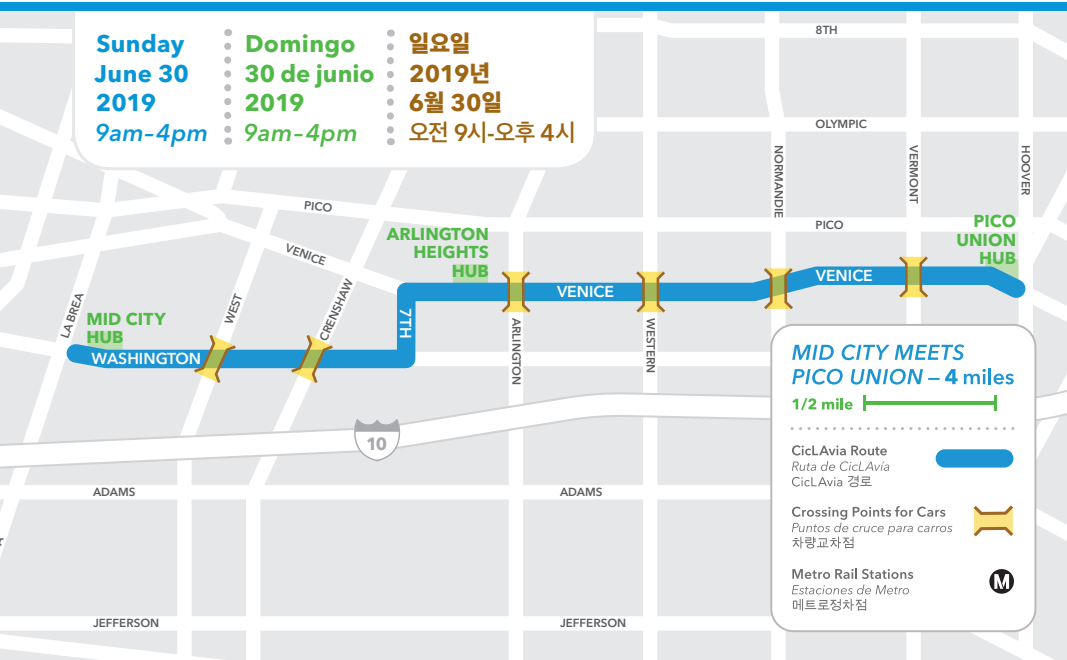 Sunday
June 30
2019
9am–4pm
Domingo
30 de junio
2019
9am–4pm
일요일
2019년
6월 30일
오전 9시-오후 4시
8TH
OLYMPIC
NORMANDIE
VERMONT
HOOVER
PICO
PICO
VENICE
ARLINGTON
HEIGHTS
HUB
PICO
UNION
HUB
VENICE
VENICE
LA BREA
WEST
CRENSHAW
7TH
ARLINGTON
WESTERN
MID CITY
HUB
WASHINGTON
10
ADAMS
ADAMS
JEFFERSON
JEFFERSON
MID CITY MEETS
PICO UNION – 4 miles
1/2 mile
CicLAvia Route
Ruta de CicLAvía
CicLAvia 경로
Crossing Points for Cars
Puntos de cruce para carros
차량교차점
Metro Rail Stations
Estaciones de Metro
메트로정차점
M